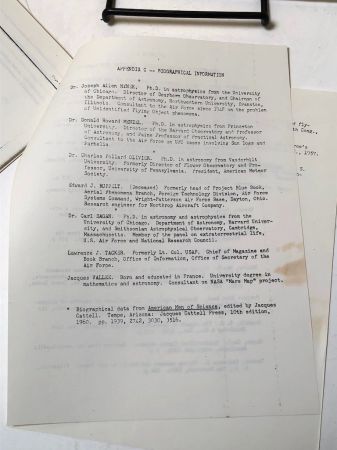 APPENDIX C -- BIOGRAPHICAL INFORMATION
*
Dr. Joseph Allen HYNEK. Ph.D. in astrophysics from the University
of Chicago. Director of Dearborn Observatory, and Chairman of
the Department of Astronomy, Northwestern University, Evanston,
Illinois. Consultant to the Air Force since 1948 on the problem
of Unidentified Flying Object phenomena.
*
Dr. Donald Howard MENZEL. Ph.D. in astrophysics from Princeton
University. Director of the Harvard Observatory and Professor
of Astronomy, and Paine Professor of Practical Astronomy.
Consultant to the Air Force on UFO cases involving Sun Dogs and
Parhelia.
*
Dr. Charles Pollard OLIVIER. Ph.D. in astronomy from Vanderbilt
University. Formerly Director of Flower Observatory and Pro-
fessor, University of Pennsylvania. President, American Meteor
Society.
Edward J. RUPPELT. (Deceased) Formerly head of Project Blue Book,
Aerial Phenomena Branch, Foreign Technology Division, Air Force
Systems Command, Wright-Patterson Air Force Base, Dayton, Ohio.
Research engineer for Northrop Aircraft Company.
Dr. Carl SAGAN. Ph.D. in astronomy and astrophysics from the
University of Chicago. Department of Astronomy, Harvard Univer-
sity, and Smithsonian Astrophysical Observatory, Cambridge,
Massachusetts. Member of the panel on extraterrestrial life,
U.S. Air Force and National Research Council.
Lawrence J. TACKER. Formerly Lt. Col. USAF. Chief of Magazine and
Book Branch, Office of Information, Office of Secretary of the
Air Force.
Jacques VALLEE. Born and educated in France. University degree in
mathematics and astronomy. Consultant on NASA "Mars Map" project.
* Biographical data from American Men of Science, edited by Jacques
Cattell. Tempe, Arizona: Jacques Cattell Press, 10th edition,
1960. pp. 1939, 2742, 3030, 3516.